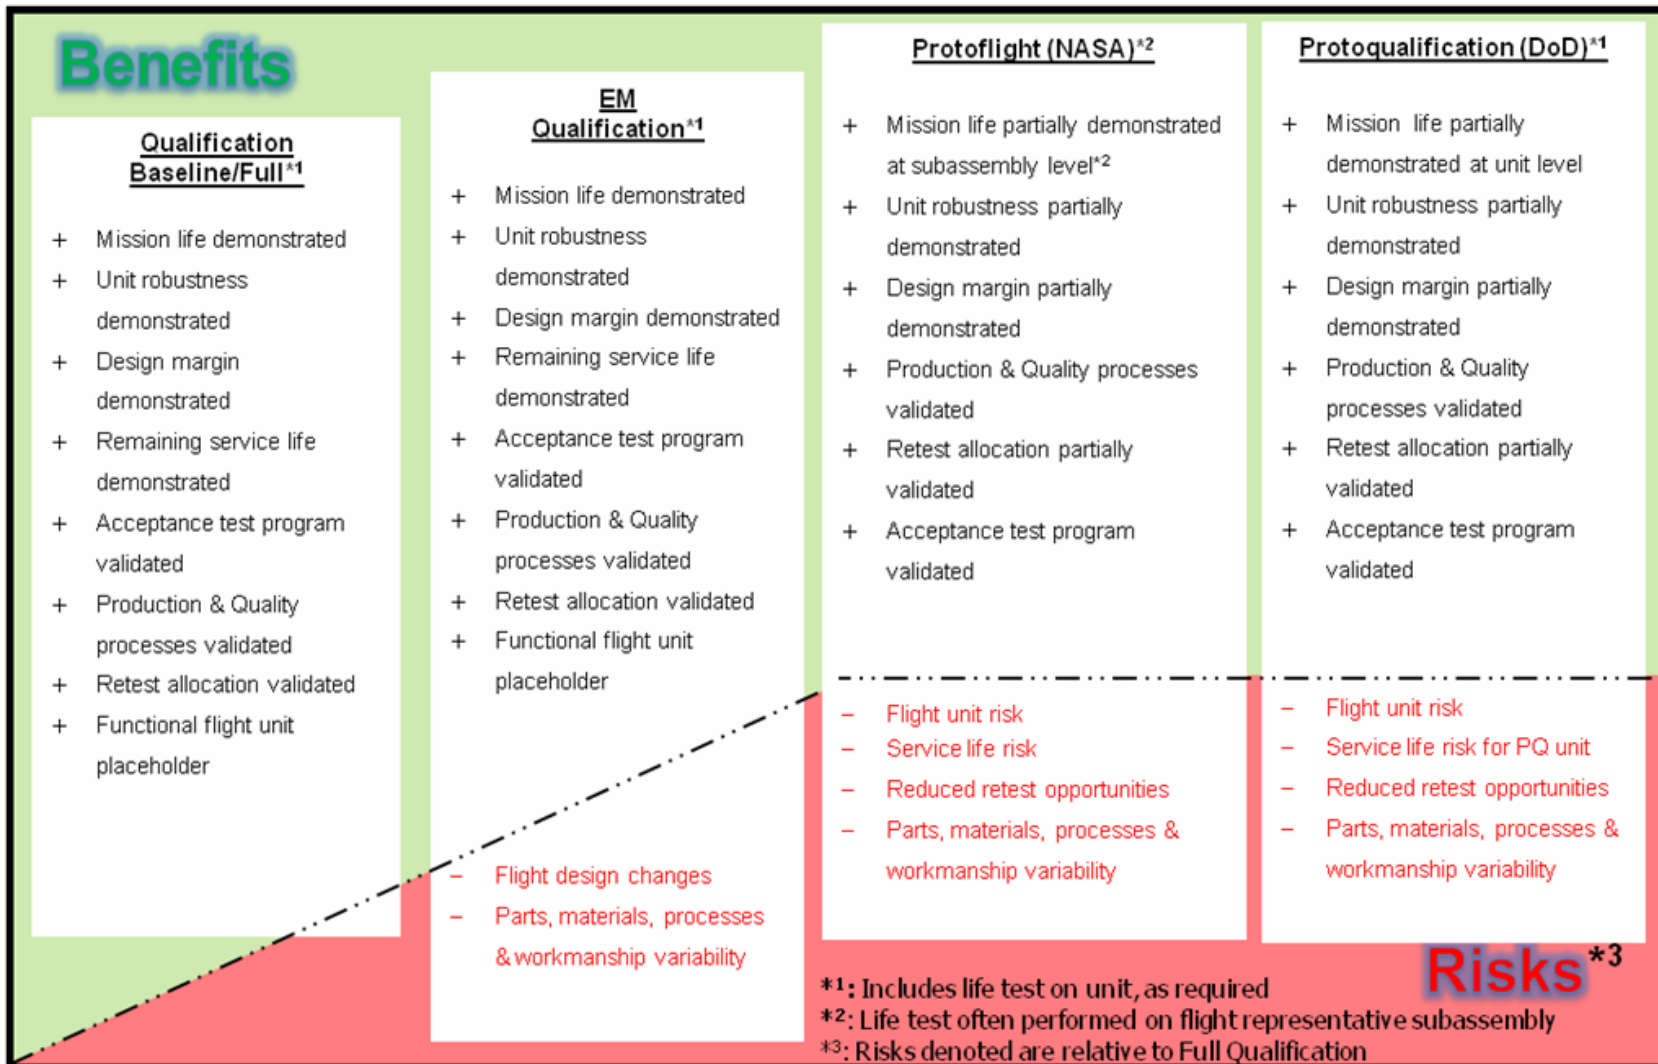 Benefits
Qualification
Baseline/Full*1
+ Mission life demonstrated
+ Unit robustness
demonstrated
+ Design margin
demonstrated
+ Remaining service life
demonstrated
+ Acceptance test program
validated
+ Production & Quality
processes validated
+ Retest allocation validated
+ Functional flight unit
placeholder
EM
Qualification*1
+ Mission life demonstrated
+ Unit robustness
demonstrated
+ Design margin demonstrated
+ Remaining service life
demonstrated
+ Acceptance test program
validated
+ Production & Quality
processes validated
+ Retest allocation validated
+ Functional flight unit
placeholder
– Flight design changes
– Parts, materials, processes
& workmanship variability
Protoflight (NASA)*2
+ Mission life partially demonstrated
at subassembly level*2
+ Unit robustness partially
demonstrated
+ Design margin partially
demonstrated
+ Production & Quality processes
validated
+ Retest allocation partially
validated
+ Acceptance test program
validated
– Flight unit risk
– Service life risk
– Reduced retest opportunities
– Parts, materials, processes &
workmanship variability
Protoqualification (DoD)*1
+ Mission life partially
demonstrated at unit level
+ Unit robustness partially
demonstrated
+ Design margin partially
demonstrated
+ Production & Quality
processes validated
+ Retest allocation partially
validated
+ Acceptance test program
validated
– Flight unit risk
– Service life risk for PQ unit
– Reduced retest opportunities
– Parts, materials, processes &
workmanship variability
Risks*3
*1: Includes life test on unit, as required
*2: Life test often performed on flight representative subassembly
*3: Risks denoted are relative to Full Qualification